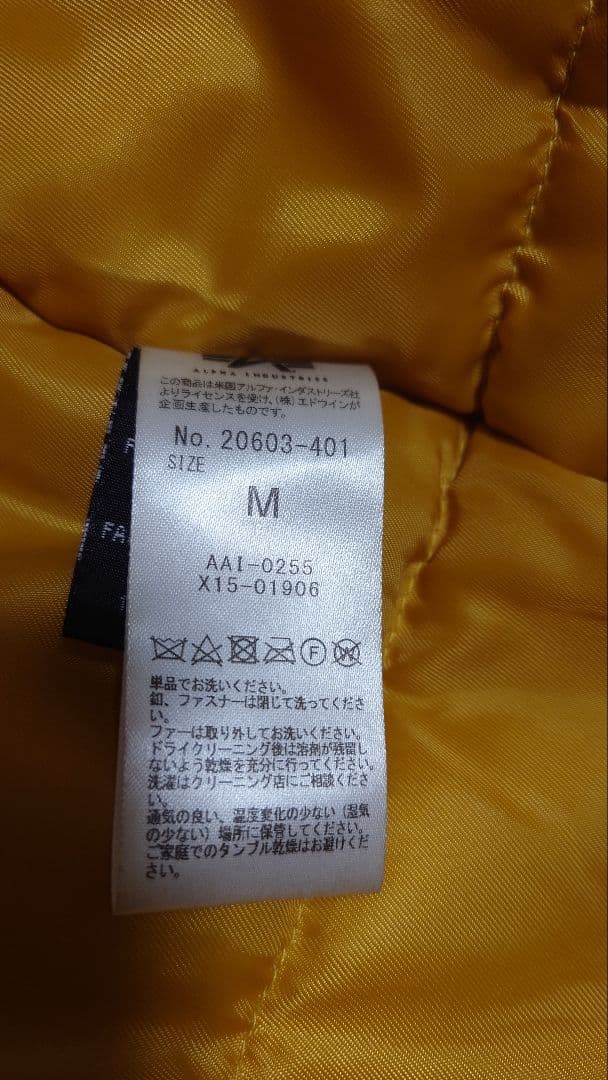 ALPHA INDUSTRIES
この商品は米国アルファ・インダストリーズ社
よりライセンスを受け、(株)エドウインが
企画生産したものです。
No. 20603-401
SIZE
M
AAI-0255
X15-01906
F
W
単品でお洗いください。
釦、ファスナーは閉じて洗ってくださ
い。
ファーは取り外してお洗いください。
ドライクリーニング後は溶剤が残留し
ないよう乾燥を充分に行ってください。
洗濯はクリーニング店にご相談くださ
い。
通気の良い、温度変化の少ない(湿気
の少ない)場所に保管してください。
ご家庭でのタンブル乾燥はお避けくだ
さい。
FA